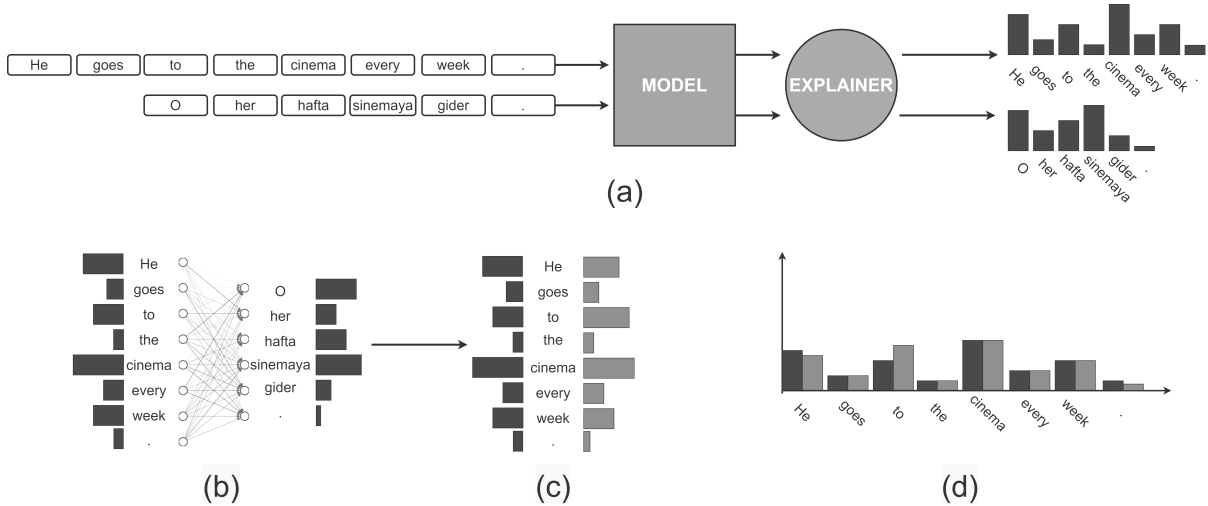 He goes to the cinema every week .
O her hafta sinemaya gider .
MODEL
EXPLAINER
He goes to the cinema every week .
O her hafta sinemaya gider .
(a)
He
goes
to
the
cinema
every
week
.
O
her
hafta
sinemaya
gider
.
(b)
He
goes
to
the
cinema
every
week
.
(c)
He goes to the cinema every week .
(d)